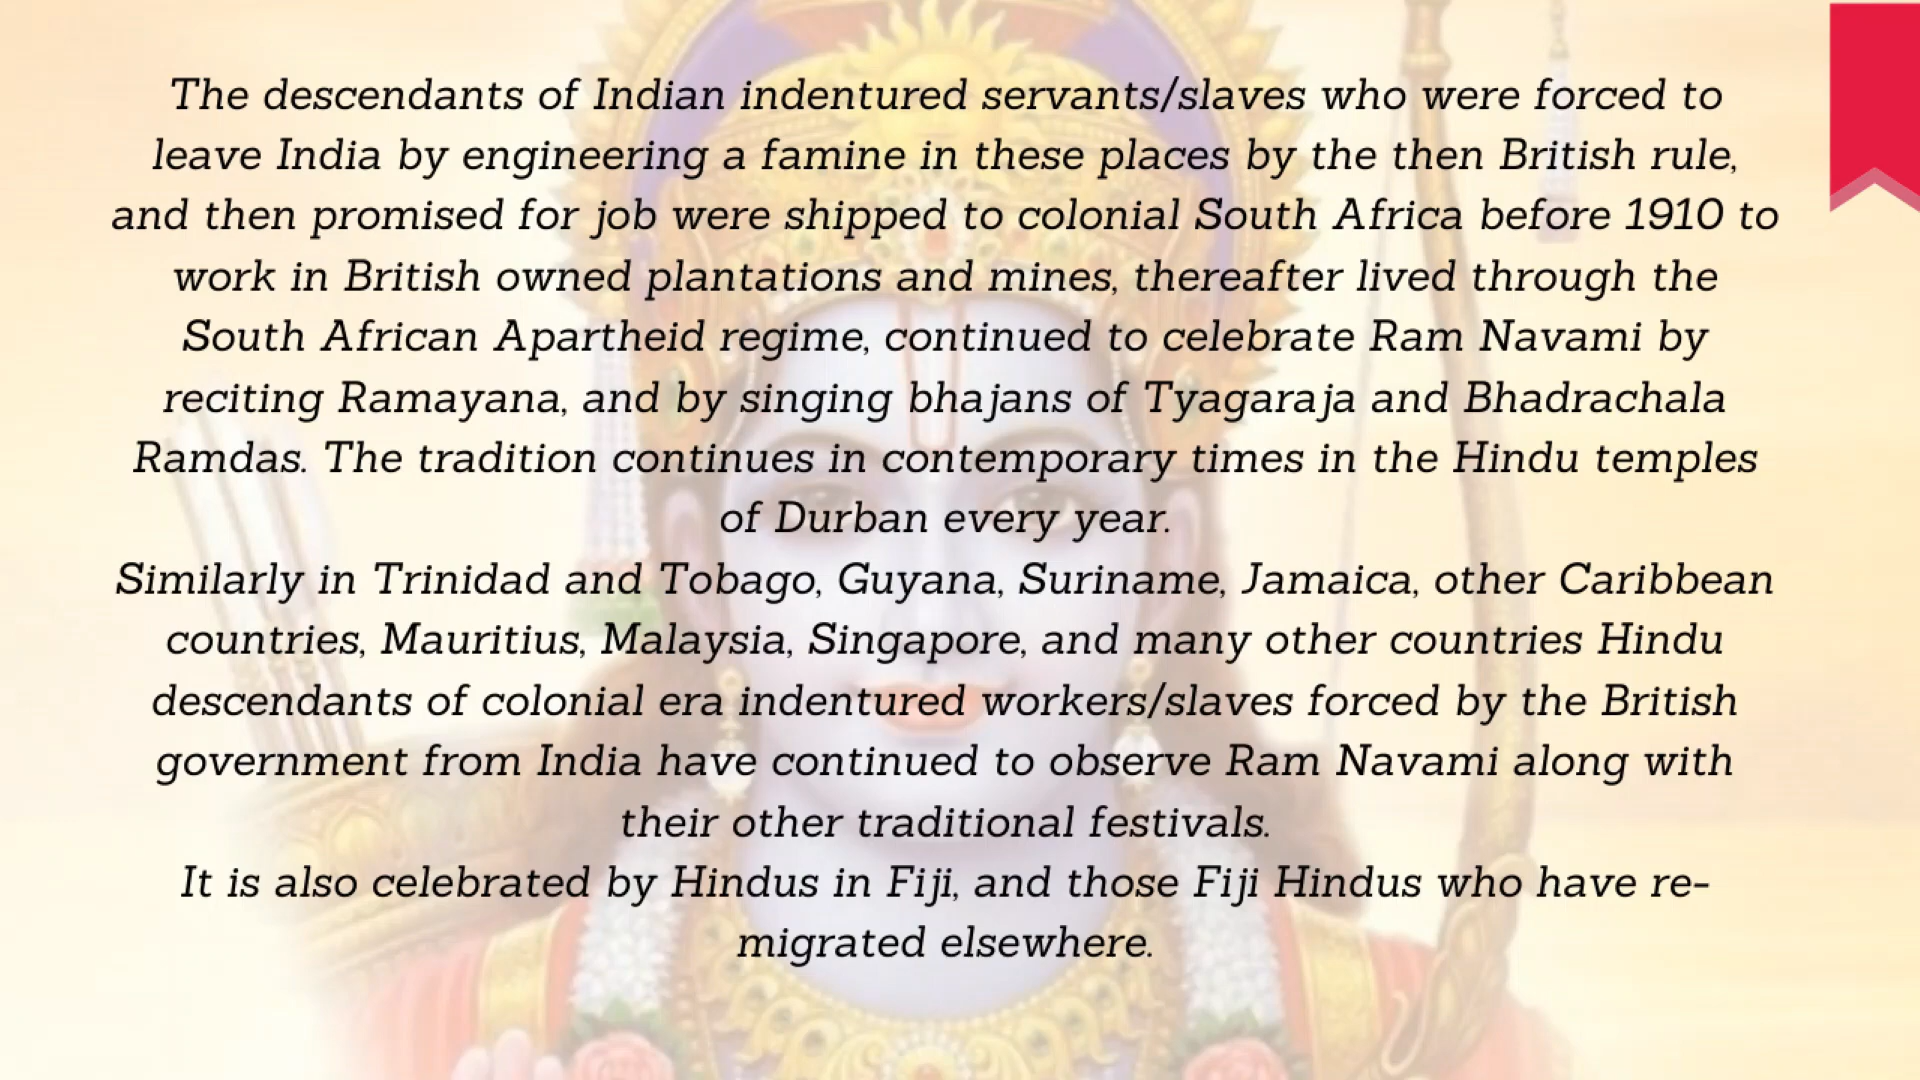 The descendants of Indian indentured servants/slaves who were forced to
leave India by engineering a famine in these places by the then British rule,
and then promised for job were shipped to colonial South Africa before 1910 to
work in British owned plantations and mines, thereafter lived through the
South African Apartheid regime, continued to celebrate Ram Navami by
reciting Ramayana, and by singing bhajans of Tyagaraja and Bhadrachala
Ramdas. The tradition continues in contemporary times in the Hindu temples
of Durban every year.
Similarly in Trinidad and Tobago, Guyana, Suriname, Jamaica, other Caribbean
countries, Mauritius, Malaysia, Singapore, and many other countries Hindu
descendants of colonial era indentured workers/slaves forced by the British
government from India have continued to observe Ram Navami along with
their other traditional festivals.
It is also celebrated by Hindus in Fiji, and those Fiji Hindus who have re-
migrated elsewhere.